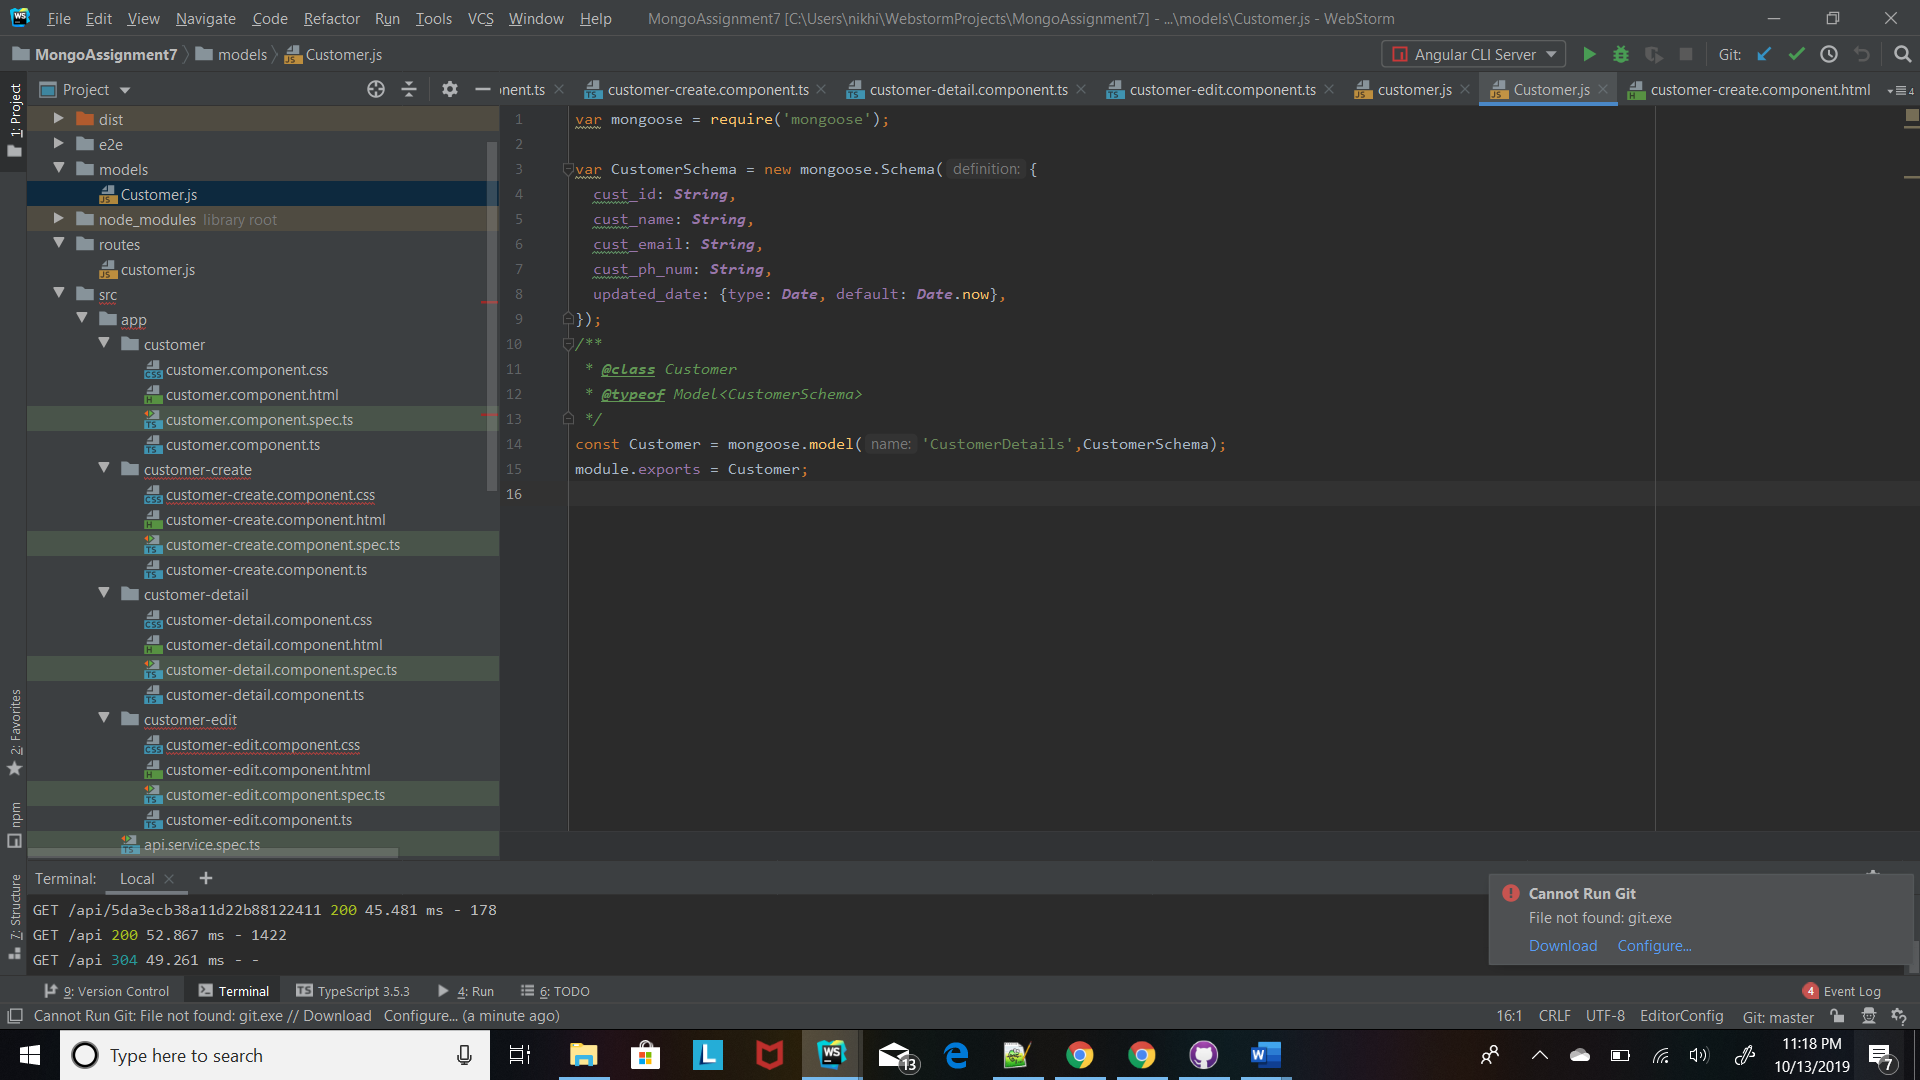 File Edit View Navigate Code Refactor Run Tools VCS Window Help MongoAssignment7 [C:\Users\nikhi\WebstormProjects\MongoAssignment7] - ...\models\Customer.js - WebStorm
MongoAssignment7 models Customer.js Angular CLI Server Git:
Project onent.ts customer-create.component.ts customer-detail.component.ts customer-edit.component.ts customer.js Customer.js customer-create.component.html 4
1: Project
2: Favorites
npm
7: Structure
dist
e2e
models
Customer.js
node_modules library root
routes
customer.js
src
app
customer
customer.component.css
customer.component.html
customer.component.spec.ts
customer.component.ts
customer-create
customer-create.component.css
customer-create.component.html
customer-create.component.spec.ts
customer-create.component.ts
customer-detail
customer-detail.component.css
customer-detail.component.html
customer-detail.component.spec.ts
customer-detail.component.ts
customer-edit
customer-edit.component.css
customer-edit.component.html
customer-edit.component.spec.ts
customer-edit.component.ts
api.service.spec.ts
1 var mongoose = require('mongoose');
2
3 var CustomerSchema = new mongoose.Schema( definition: {
4 cust_id: String,
5 cust_name: String,
6 cust_email: String,
7 cust_ph_num: String,
8 updated_date: {type: Date, default: Date.now},
9 });
10 /**
11 * @class Customer
12 * @typeof Model<CustomerSchema>
13 */
14 const Customer = mongoose.model( name: 'CustomerDetails',CustomerSchema);
15 module.exports = Customer;
16
Terminal: Local
GET /api/5da3ecb38a11d22b88122411 200 45.481 ms - 178
GET /api 200 52.867 ms - 1422
GET /api 304 49.261 ms - -
Cannot Run Git
File not found: git.exe
Download Configure...
9: Version Control Terminal TypeScript 3.5.3 4: Run 6: TODO 4 Event Log
Cannot Run Git: File not found: git.exe // Download Configure... (a minute ago) 16:1 CRLF UTF-8 EditorConfig Git: master
Type here to search
13
11:18 PM
10/13/2019
7